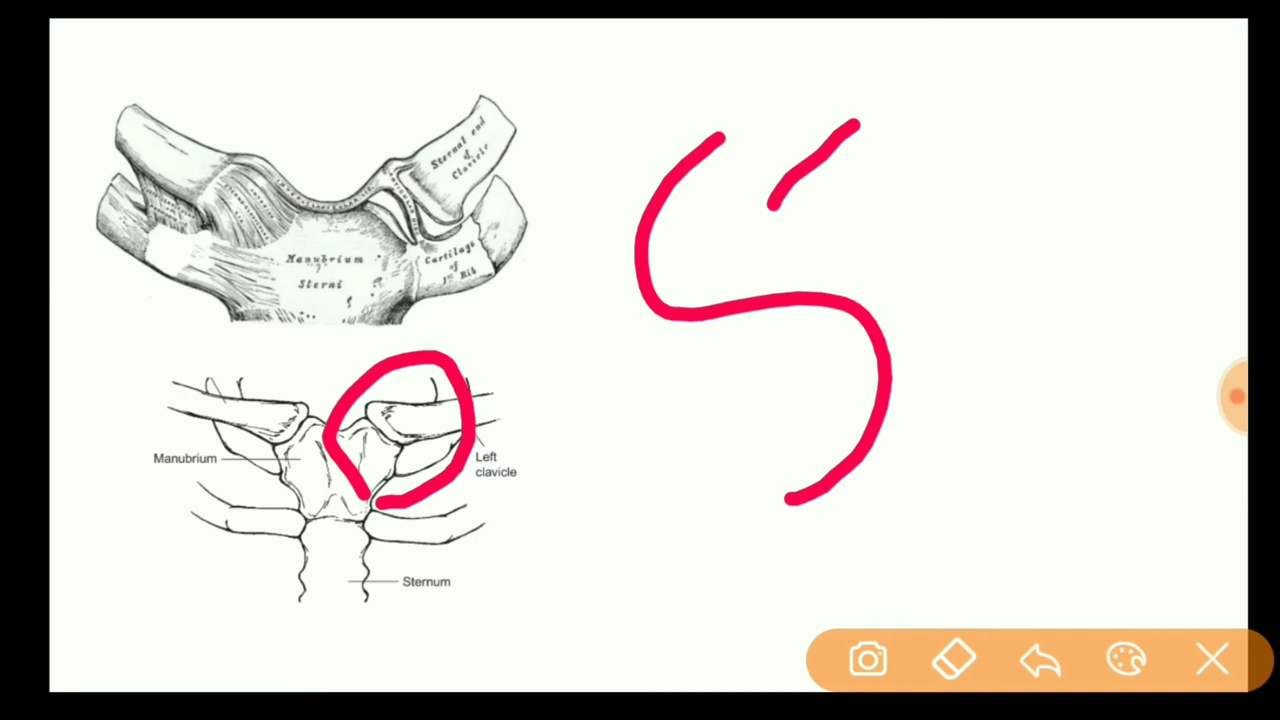 Sternal end
of
Clavicle
Manubrium
Sterni
Cartilage
of
1st Rib
Manubrium
Left
clavicle
Sternum